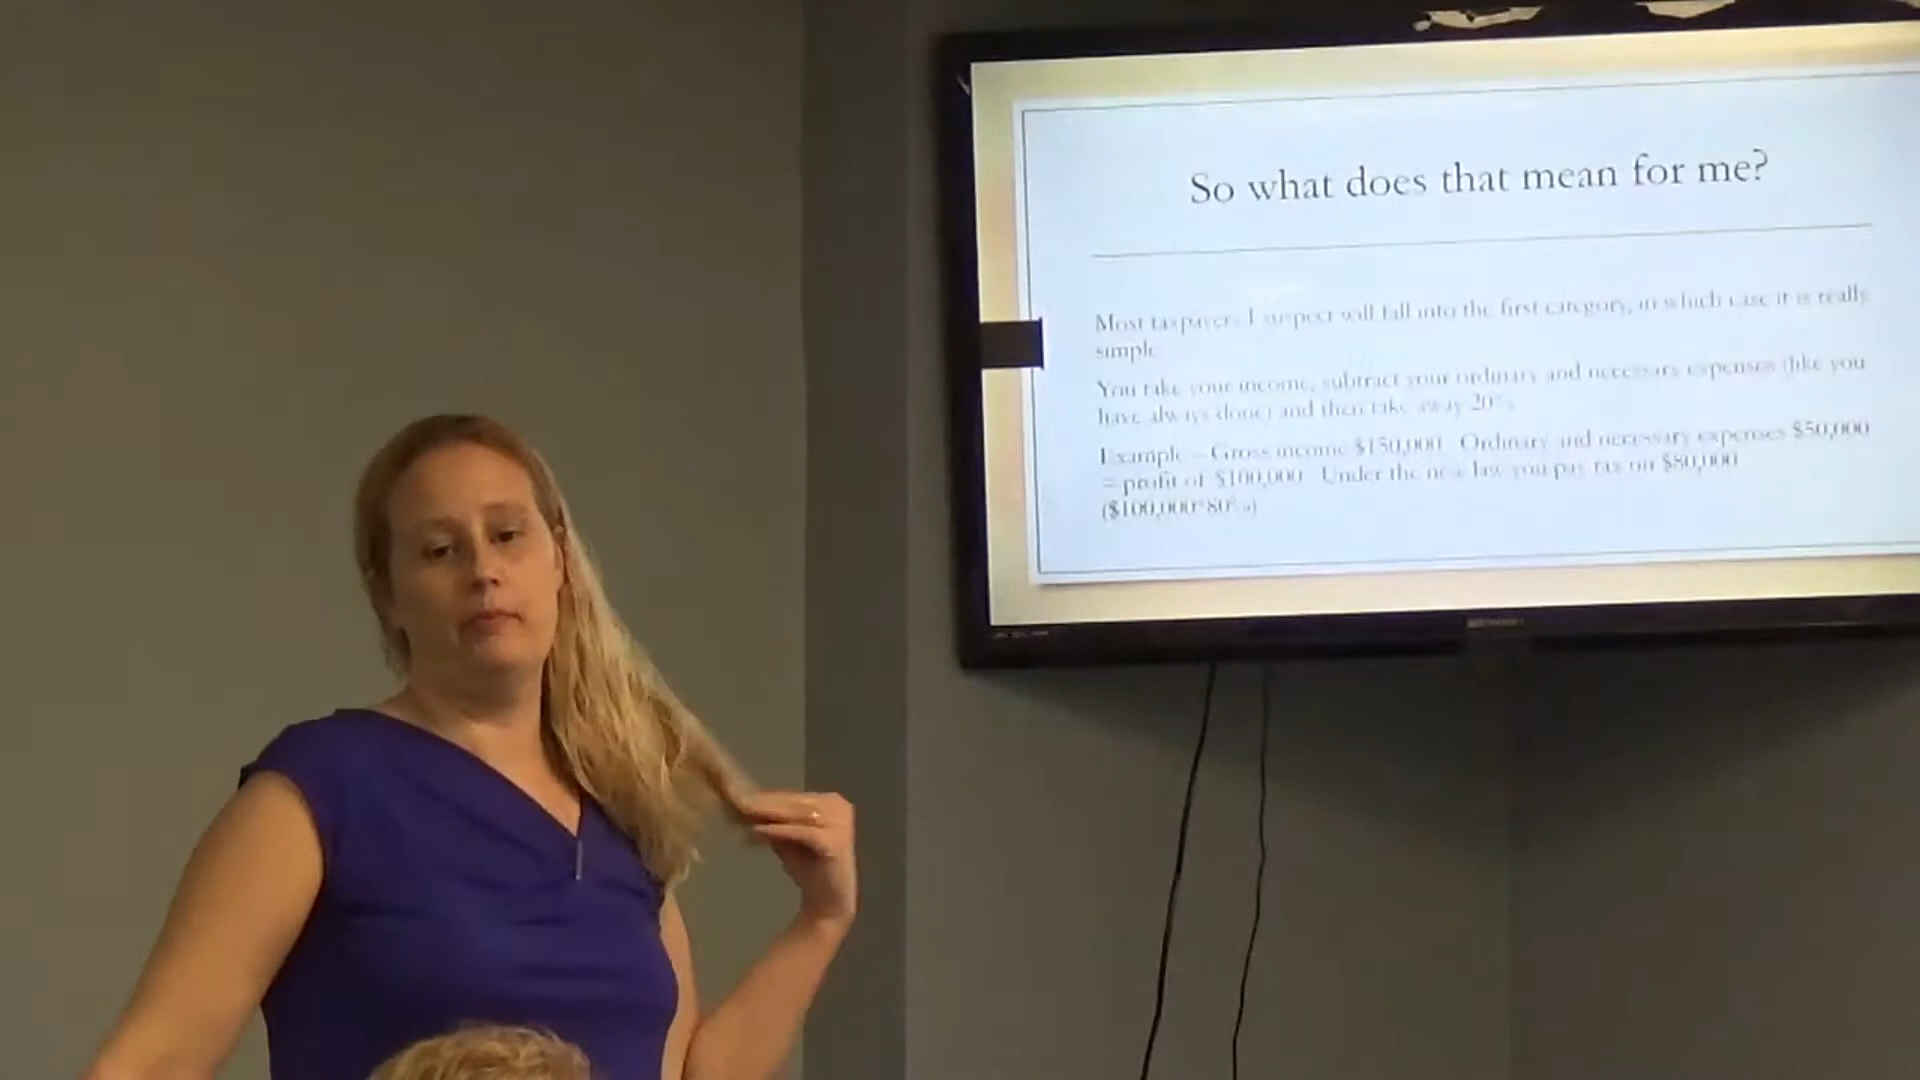 So what does that mean for me?
Most taxpayers I suspect will fall into the first category, in which case it is really
simple
You take your income, subtract your ordinary and necessary expenses (like you
have always done) and then take away 20%.
Example – Gross income $150,000 Ordinary and necessary expenses $50,000
= profit of $100,000 Under the new law you pay tax on $80,000
($100,000*80%)